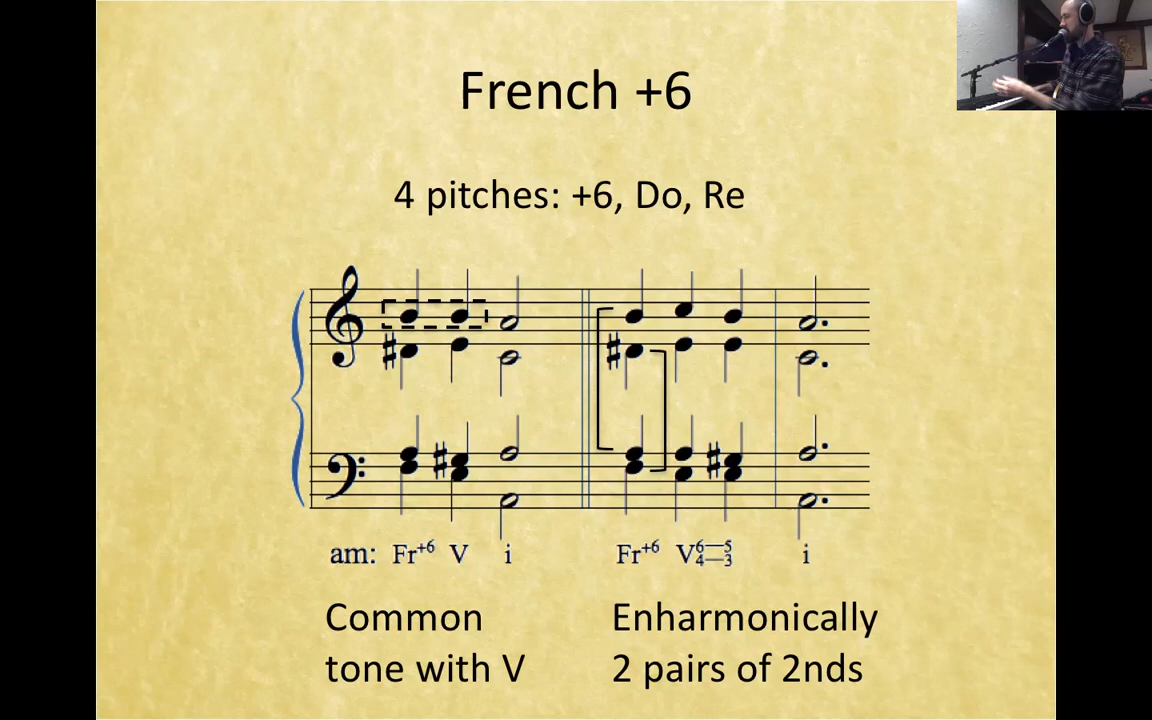 French +6
4 pitches: +6, Do, Re
am: Fr+6 V i Fr+6 V6—5 i
4—3
Common
tone with V
Enharmonically
2 pairs of 2nds